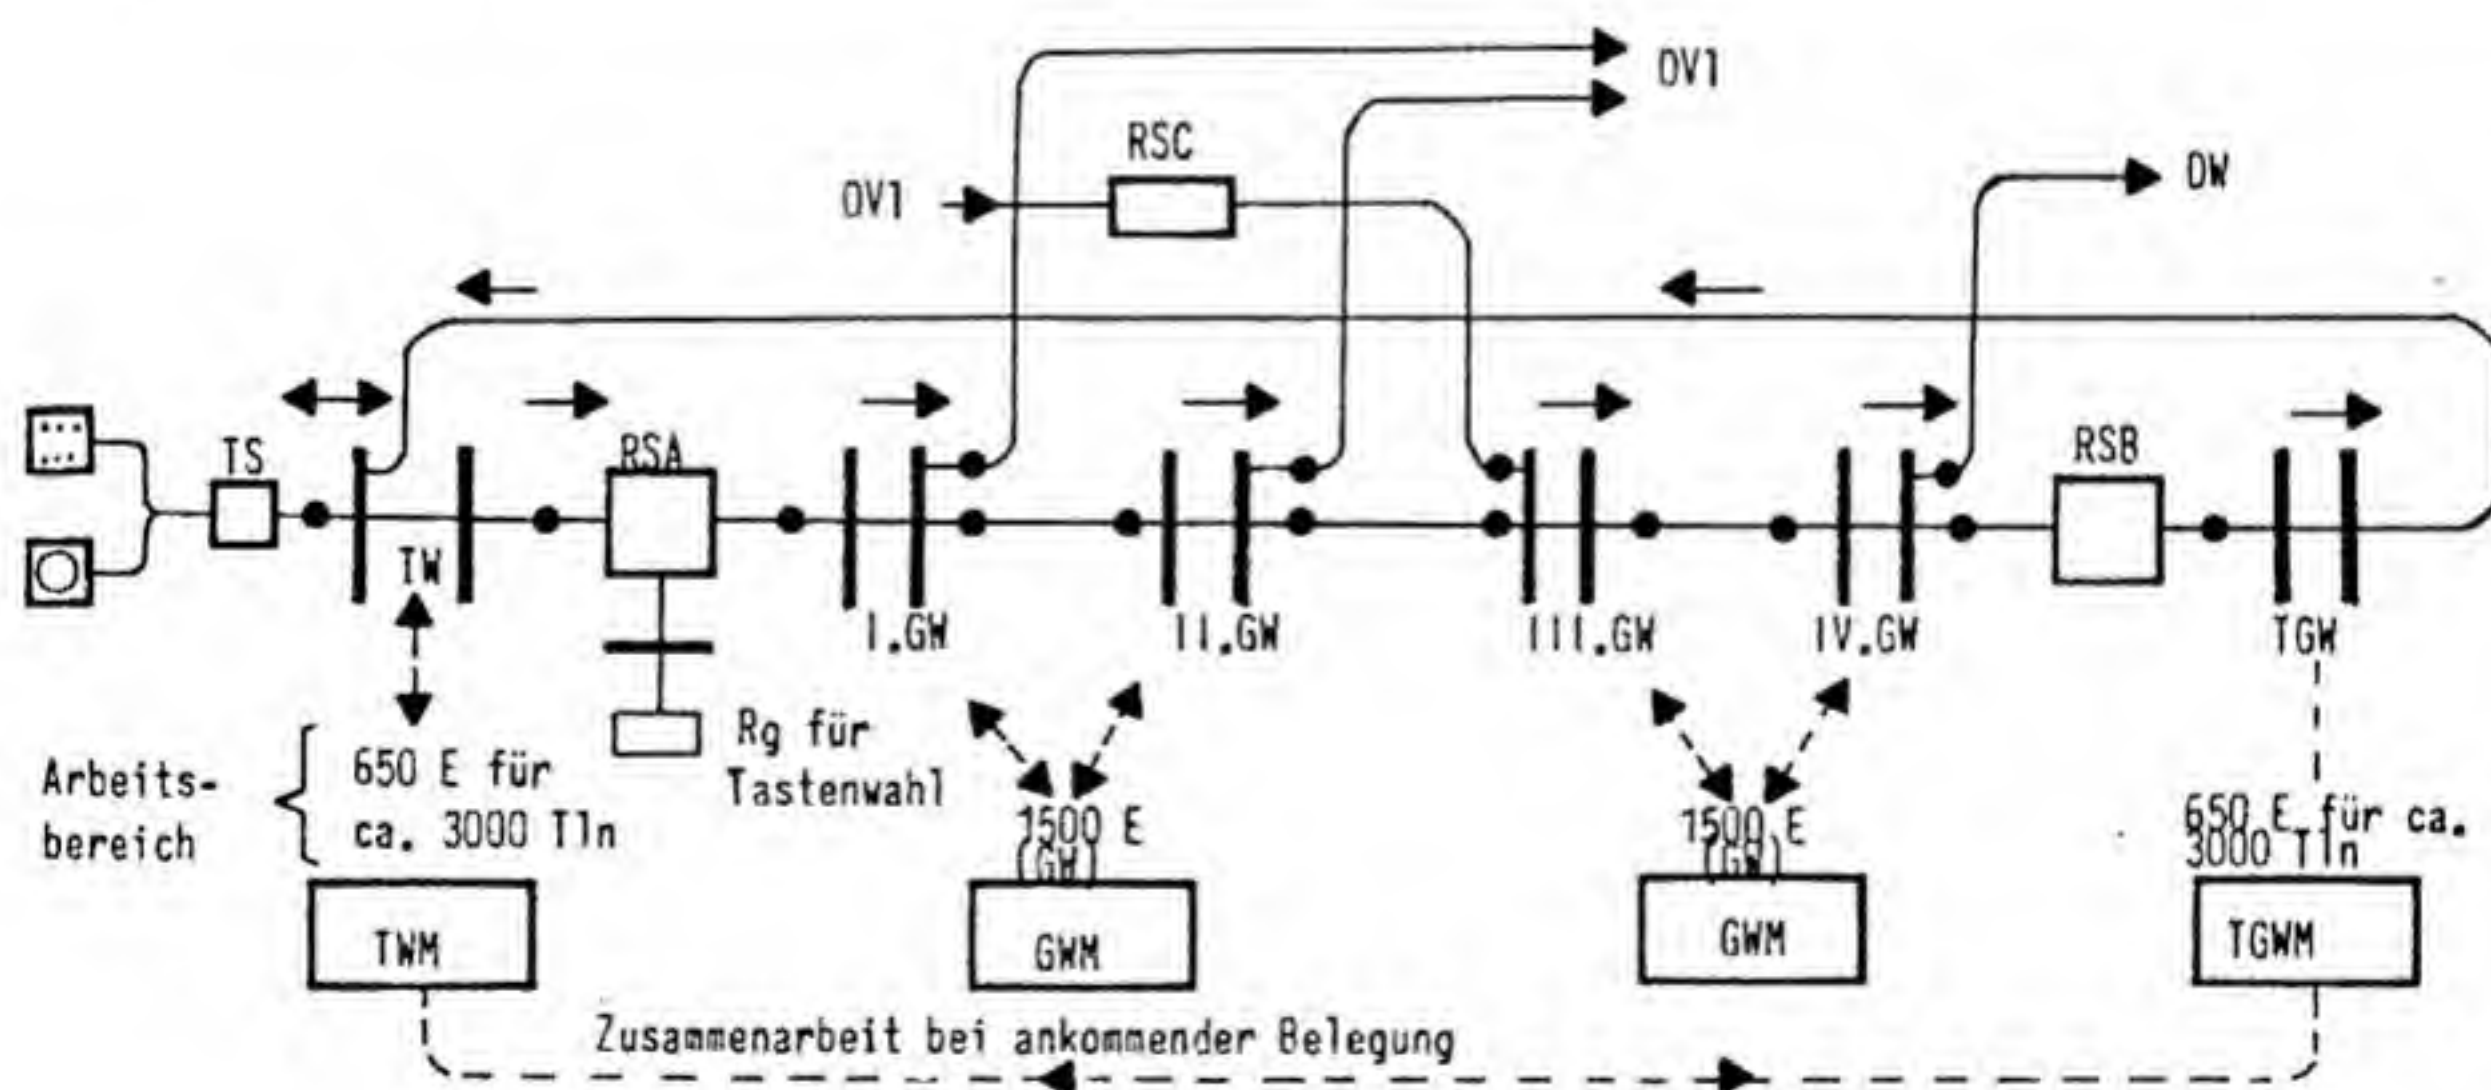 OV1
OV1
RSC
DW
TS
TW
RSA
I.GW
II.GW
III.GW
IV.GW
RSB
TGW
Rg für
Tastenwahl
Arbeits-
bereich
650 E für
ca. 3000 Tln
1500 E
(GW)
1500 E
(GW)
650 E für ca.
3000 Tln
TWM
GWM
GWM
TGWM
Zusammenarbeit bei ankommender Belegung